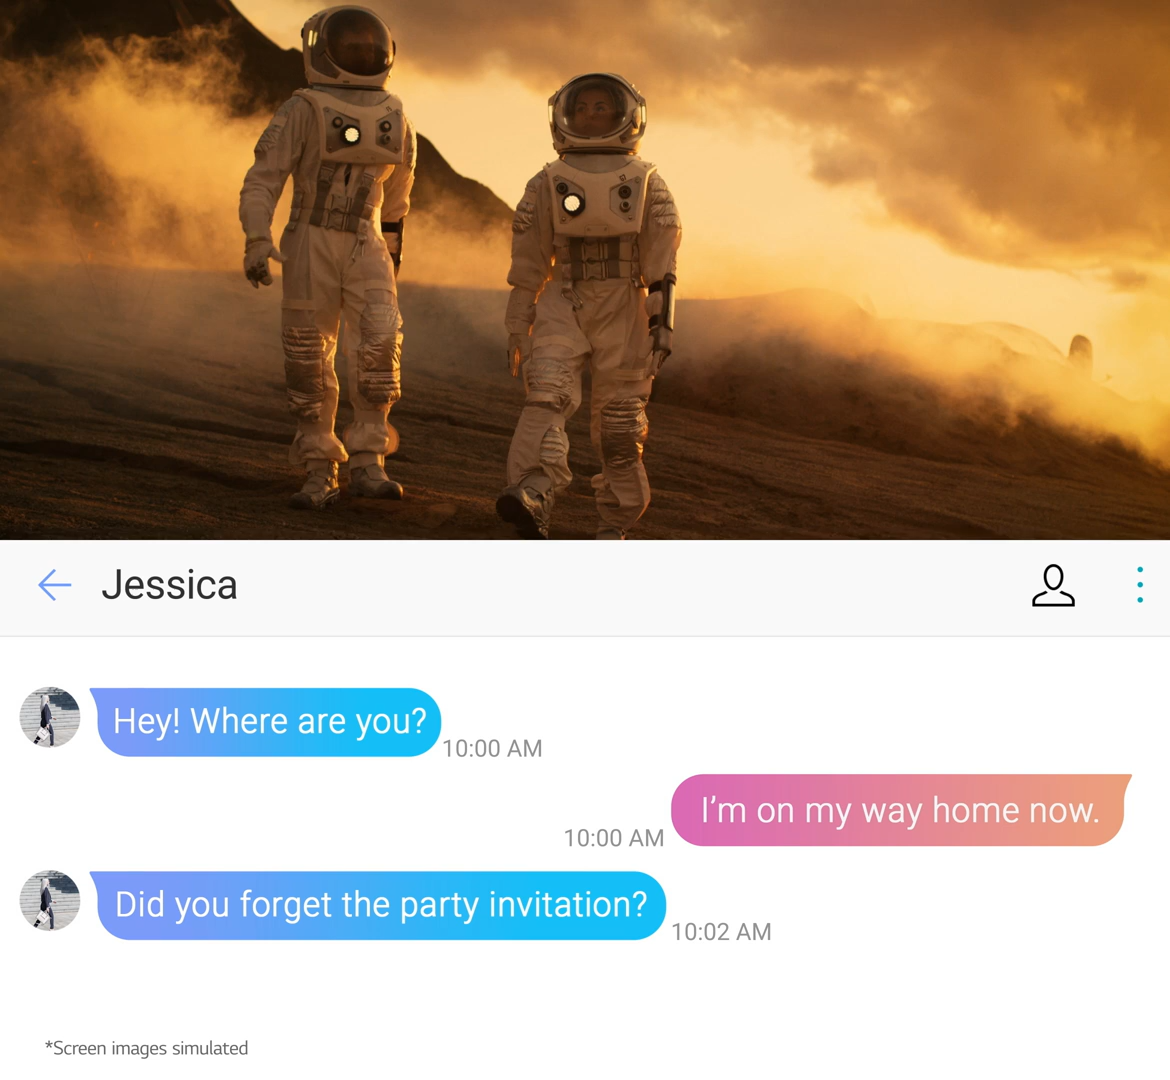 Jessica
Hey! Where are you?
10:00 AM
I’m on my way home now.
10:00 AM
Did you forget the party invitation?
10:02 AM
*Screen images simulated